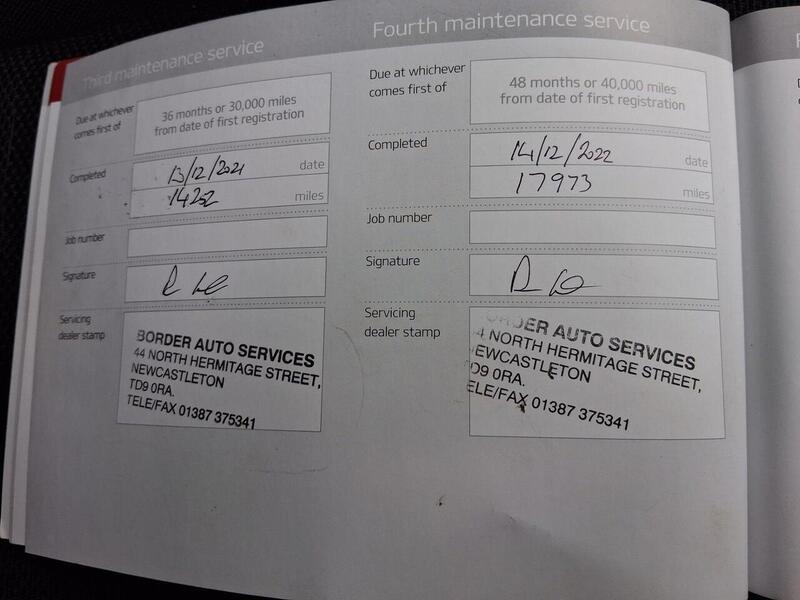 Third maintenance service
Due at whichever
comes first of
36 months or 30,000 miles
from date of first registration
Completed
13/12/2021
date
14252
miles
Job number
Signature
Servicing
dealer stamp
BORDER AUTO SERVICES
44 NORTH HERMITAGE STREET,
NEWCASTLETON
TD9 0RA.
TELE/FAX 01387 375341
Fourth maintenance service
Due at whichever
comes first of
48 months or 40,000 miles
from date of first registration
Completed
14/12/2022
date
17973
miles
Job number
Signature
Servicing
dealer stamp
ORDER AUTO SERVICES
4 NORTH HERMITAGE STREET,
EWCASTLETON
D9 0RA.
ELE/FAX 01387 375341